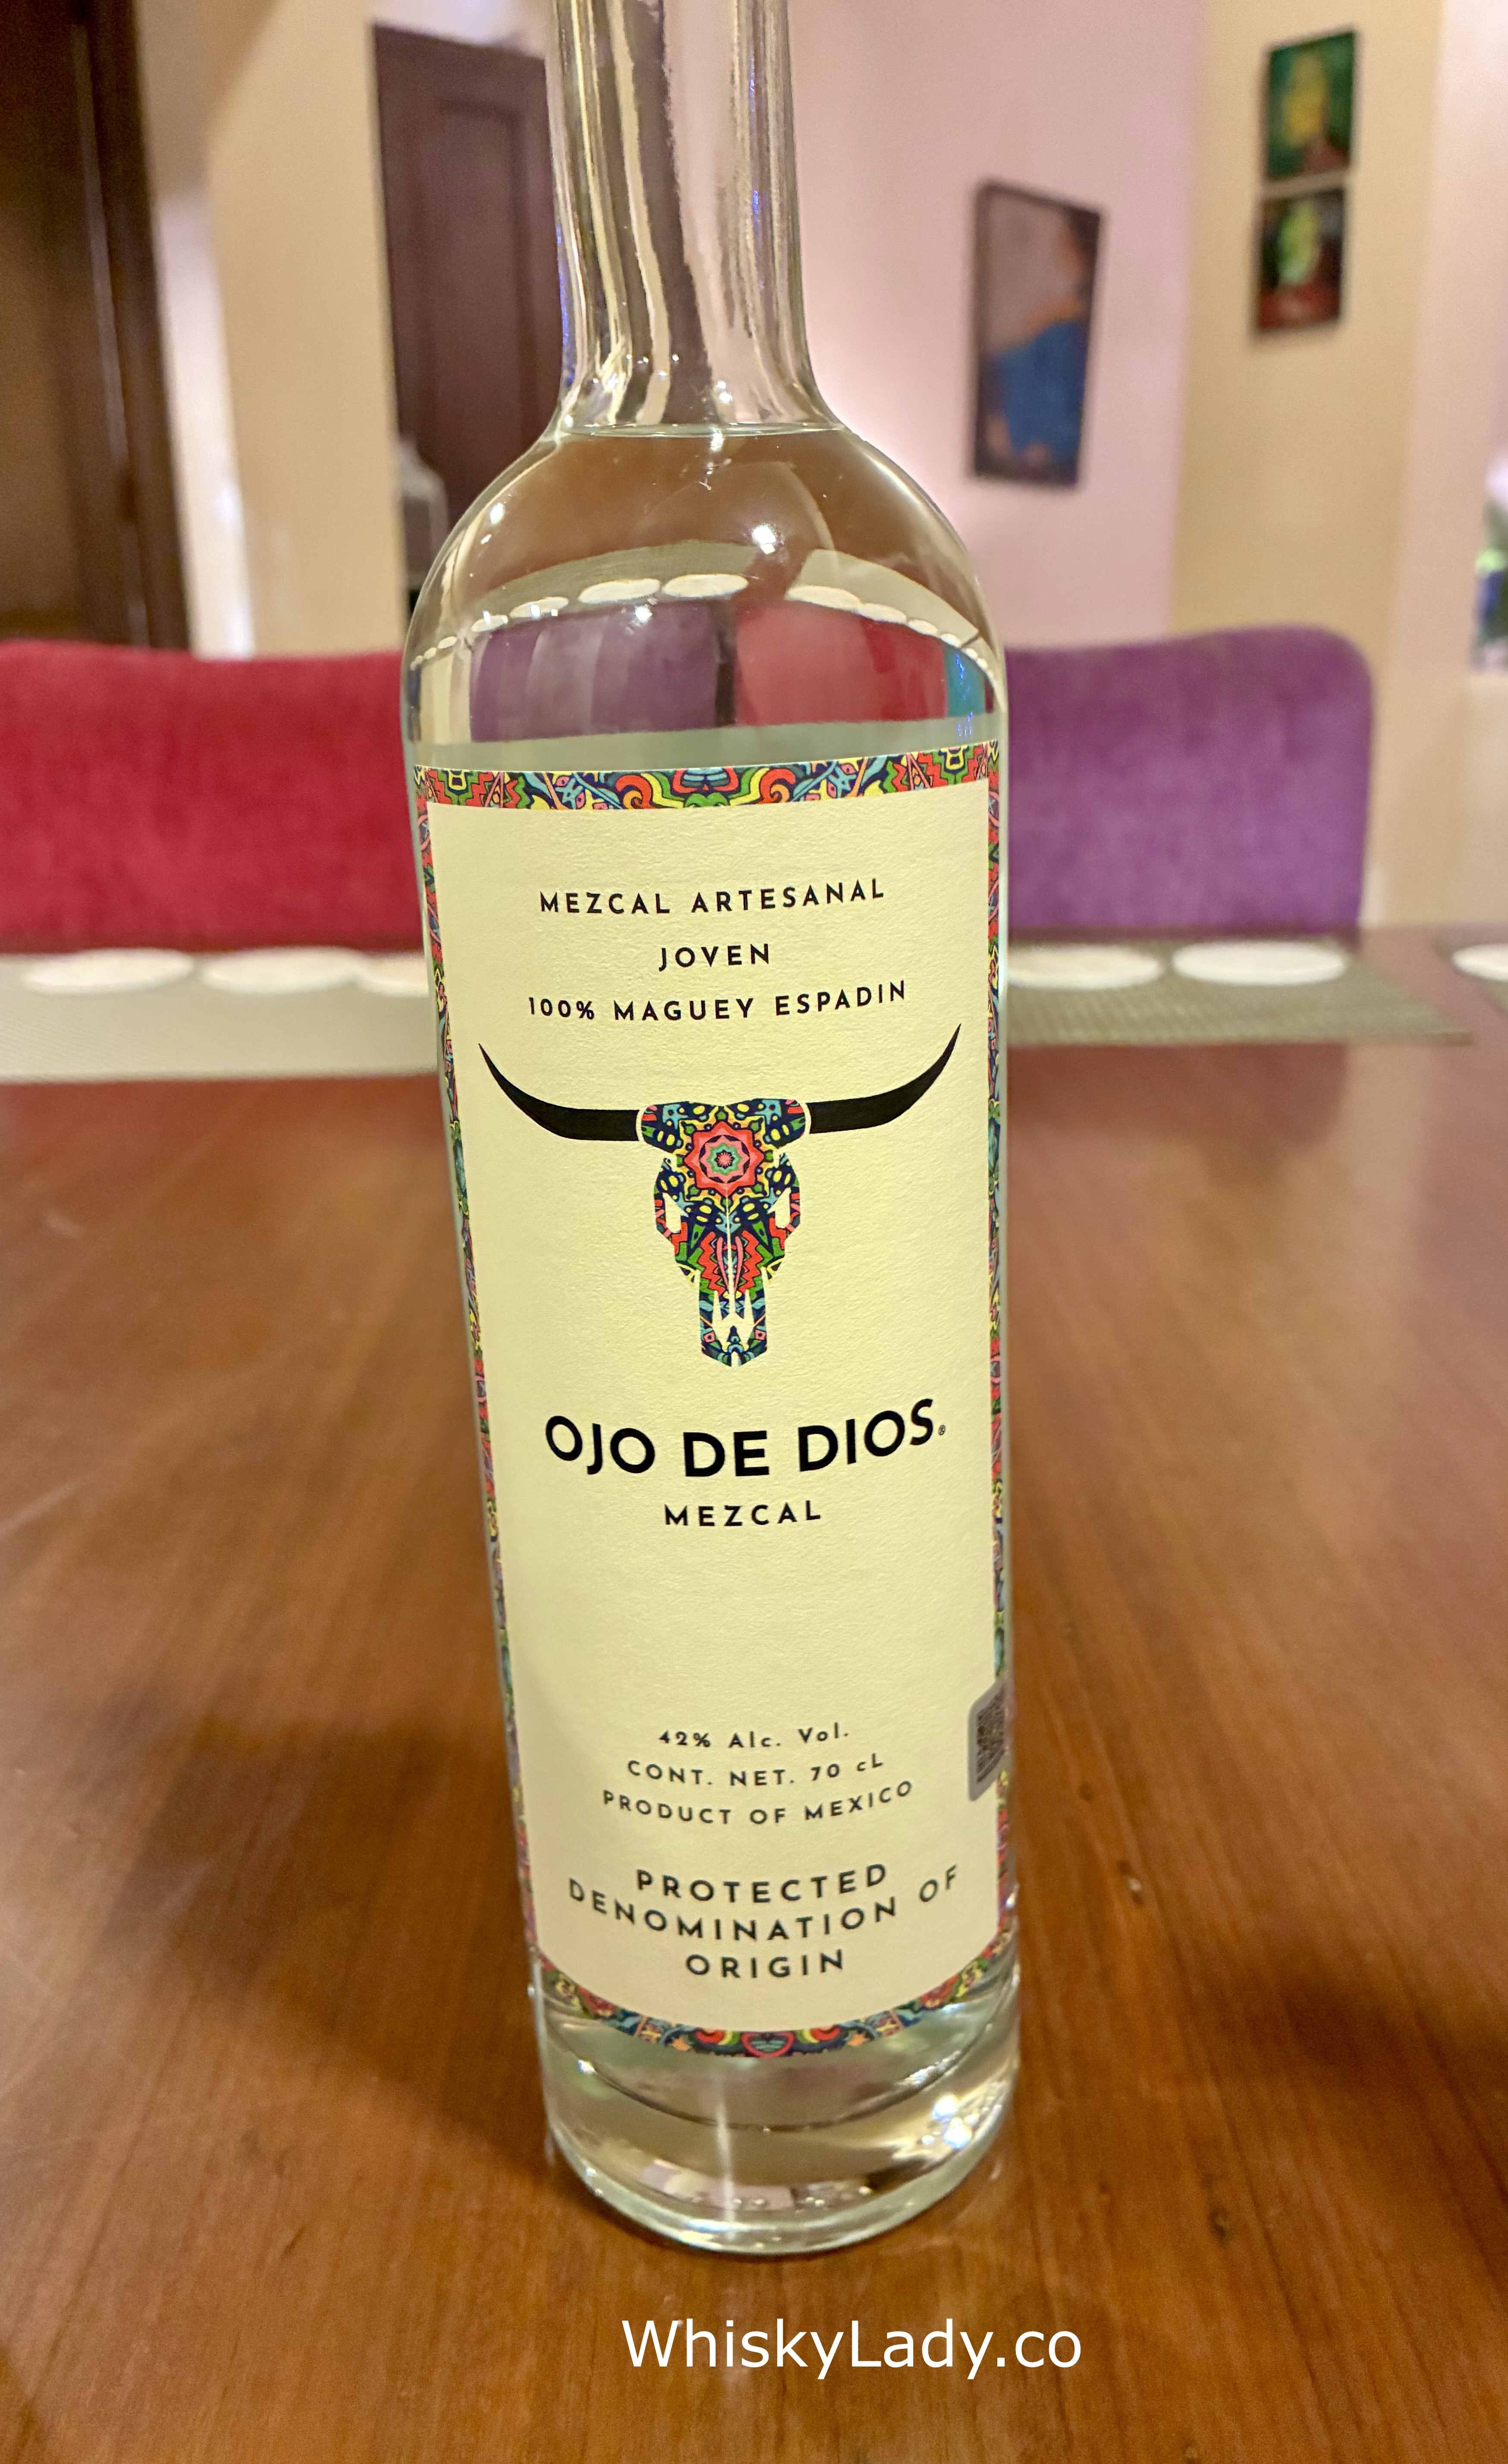 MEZCAL ARTESANAL
JOVEN
100% MAGUEY ESPADIN
OJO DE DIOS®
MEZCAL
42% Alc. Vol.
CONT. NET. 70 cL
PRODUCT OF MEXICO
PROTECTED
DENOMINATION OF
ORIGIN
WhiskyLady.co